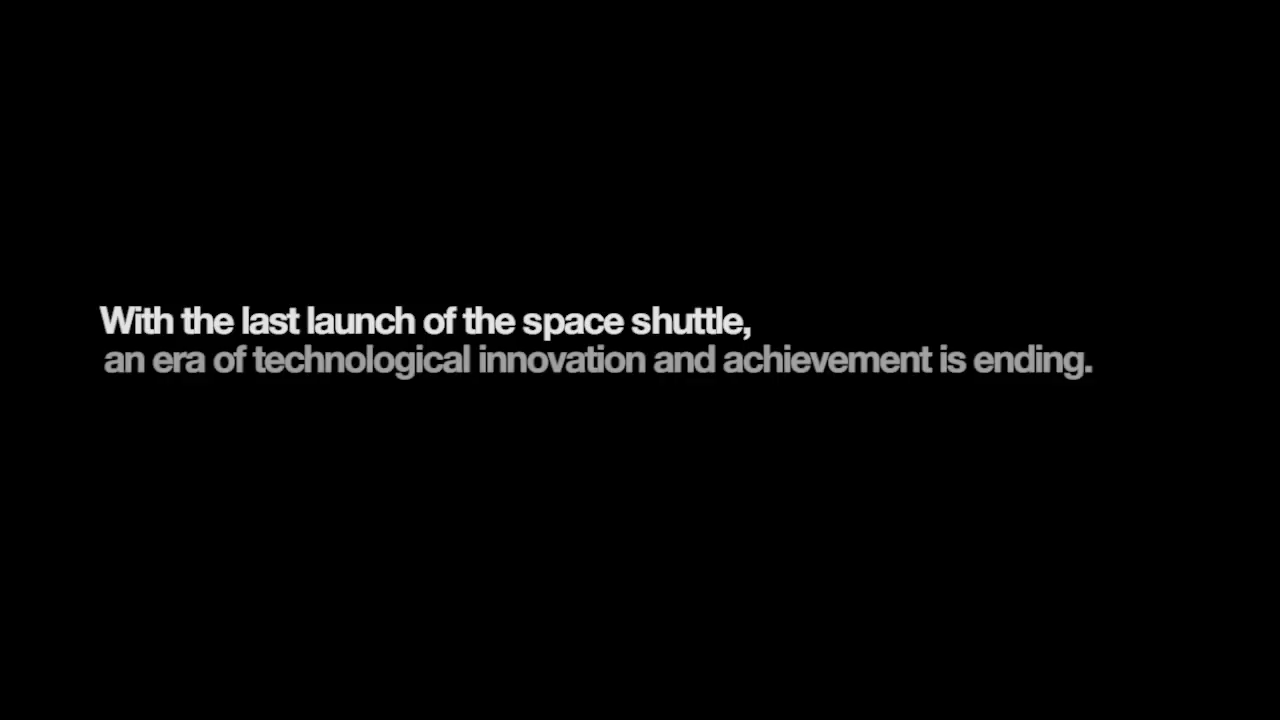 With the last launch of the space shuttle,
an era of technological innovation and achievement is ending.